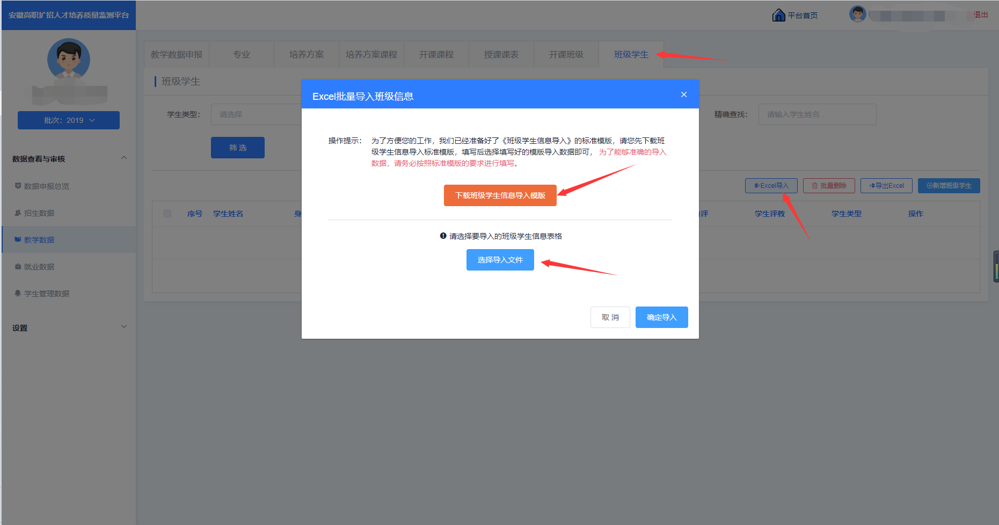 安徽高职扩招人才培养质量监测平台
平台首页
退出
批次：2019
数据查看与审核
数据申报总览
招生数据
教学数据
就业数据
学生管理数据
设置
教学数据申报 专业 培养方案 培养方案课程 开课课程 授课课表 开课班级 班级学生
班级学生
学生类型： 请选择
精确查找： 请输入学生姓名
筛 选
Excel导入 批量删除 导出Excel 新增班级学生
序号 学生姓名 身 评 学生评教 学生类型 操作
Excel批量导入班级信息
操作提示： 为了方便您的工作，我们已经准备好了《班级学生信息导入》的标准模版，请您先下载班
级学生信息导入标准模版，填写后选择填写好的模版导入数据即可， 为了能够准确的导入
数据，请务必按照标准模版的要求进行填写。
下载班级学生信息导入模版
请选择要导入的班级学生信息表格
选择导入文件
取 消 确定导入